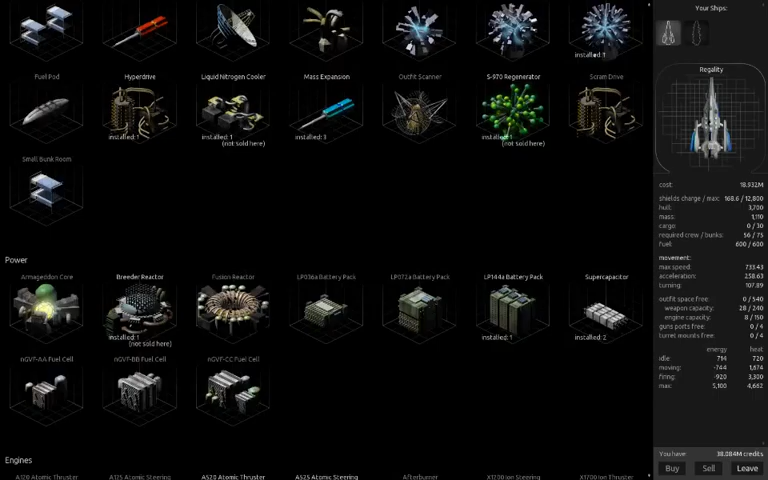 Your Ships:
installed: 1
Fuel Pod
Hyperdrive
Liquid Nitrogen Cooler
Mass Expansion
Outfit Scanner
S-970 Regenerator
Scram Drive
Regality
installed: 1
installed: 1
(not sold here)
installed: 3
installed: 1
(not sold here)
installed: 1
Small Bunk Room
cost: 18.932M
shields charge / max: 168.6 / 12,800
hull: 3,700
mass: 1,110
cargo: 0 / 30
required crew / bunks: 56 / 75
fuel: 600 / 600
movement:
max speed: 733.43
acceleration: 258.63
turning: 107.89
outfit space free: 0 / 540
weapon capacity: 28 / 240
engine capacity: 8 / 150
guns ports free: 0 / 4
turret mounts free: 0 / 4
energy heat
idle: 714 720
moving: -744 1,874
firing: -920 3,300
max: 5,100 4,662
Power
Armageddon Core
Breeder Reactor
Fusion Reactor
LP036a Battery Pack
LP072a Battery Pack
LP144a Battery Pack
Supercapacitor
installed: 1
(not sold here)
installed: 1
installed: 2
nGVF-AA Fuel Cell
nGVF-BB Fuel Cell
nGVF-CC Fuel Cell
Engines
A120 Atomic Thruster
A125 Atomic Steering
A520 Atomic Thruster
A525 Atomic Steering
Afterburner
X1200 Ion Steering
X1700 Ion Thruster
You have 38.084M credits
Buy
Sell
Leave